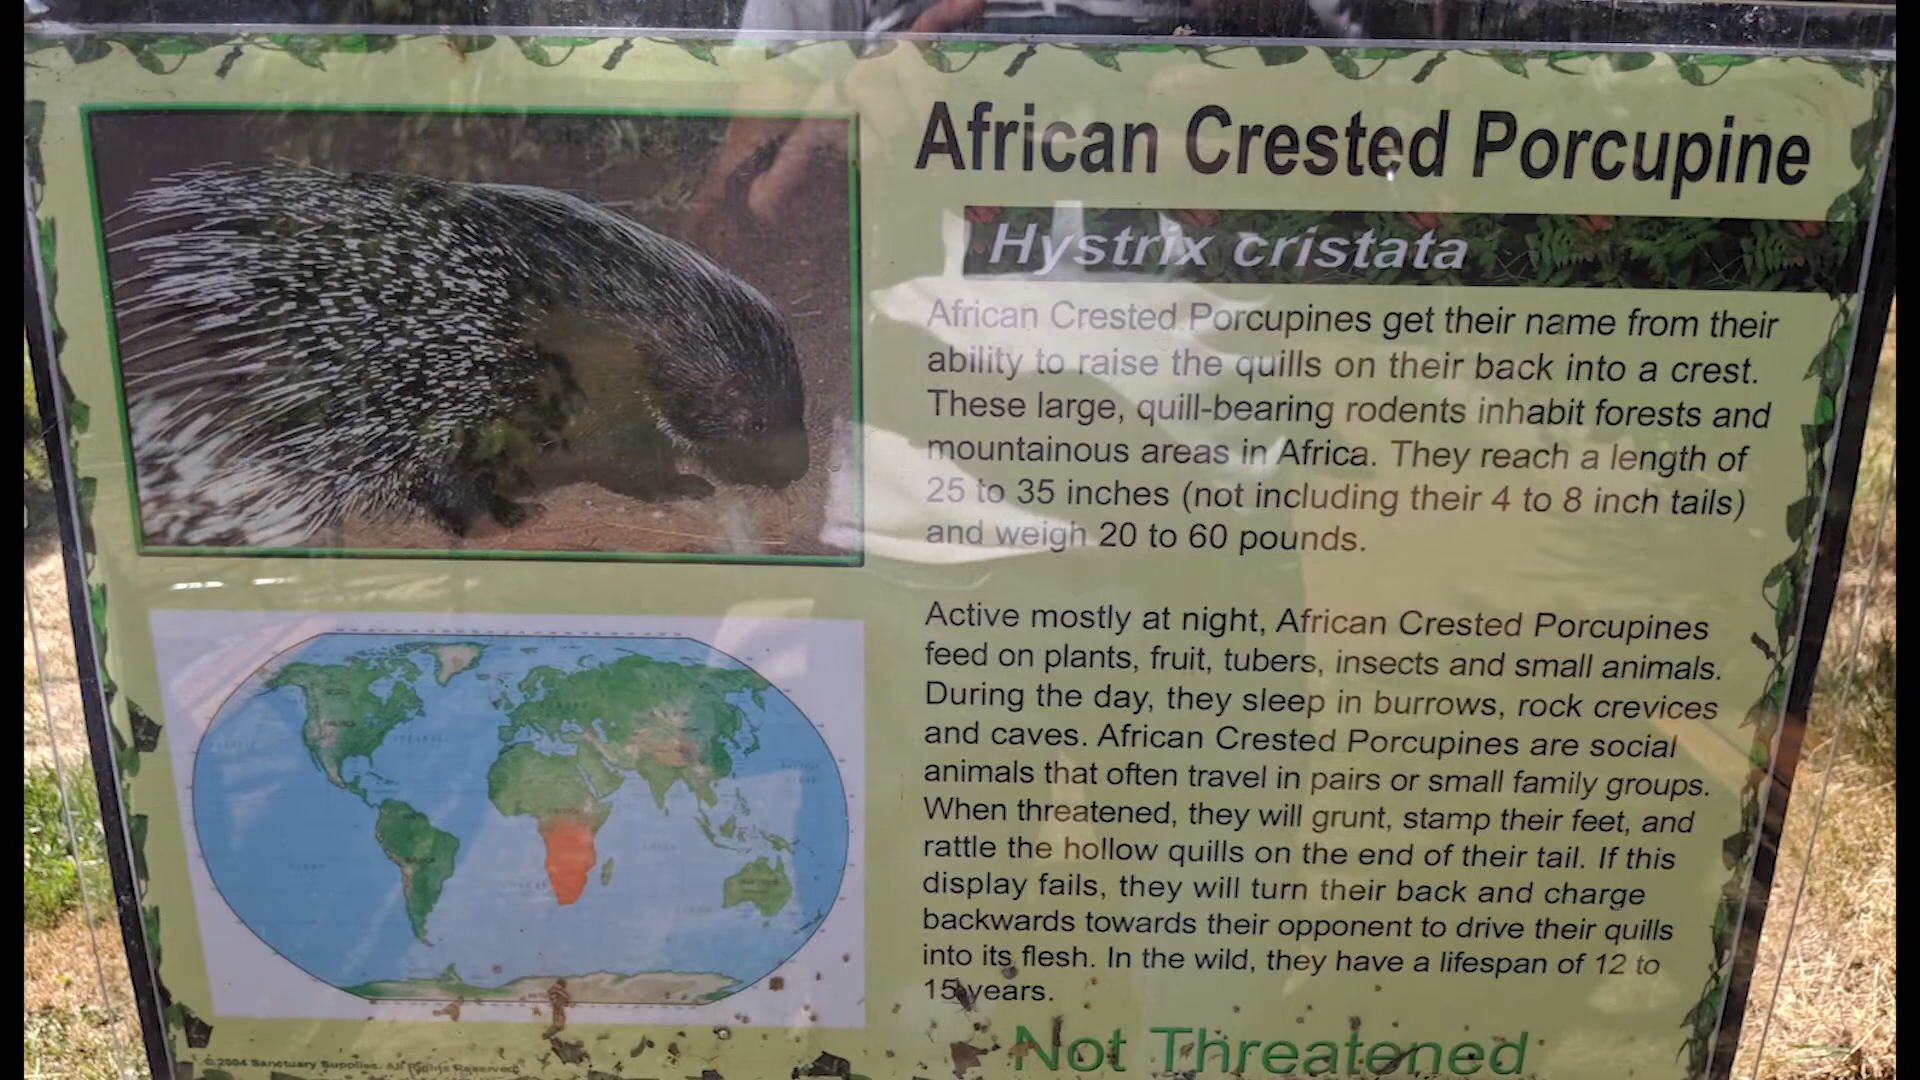 African Crested Porcupine
Hystrix cristata
African Crested Porcupines get their name from their
ability to raise the quills on their back into a crest.
These large, quill-bearing rodents inhabit forests and
mountainous areas in Africa. They reach a length of
25 to 35 inches (not including their 4 to 8 inch tails)
and weigh 20 to 60 pounds.
Active mostly at night, African Crested Porcupines
feed on plants, fruit, tubers, insects and small animals.
During the day, they sleep in burrows, rock crevices
and caves. African Crested Porcupines are social
animals that often travel in pairs or small family groups.
When threatened, they will grunt, stamp their feet, and
rattle the hollow quills on the end of their tail. If this
display fails, they will turn their back and charge
backwards towards their opponent to drive their quills
into its flesh. In the wild, they have a lifespan of 12 to
15 years.
Not Threatened
© 2004 Sanctuary Supplies. All Rights Reserved